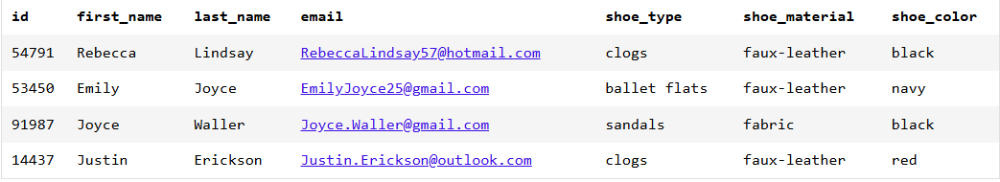 id first_name last_name email shoe_type shoe_material shoe_color
54791 Rebecca Lindsay RebeccaLindsay57@hotmail.com clogs faux-leather black
53450 Emily Joyce EmilyJoyce25@gmail.com ballet flats faux-leather navy
91987 Joyce Waller Joyce.Waller@gmail.com sandals fabric black
14437 Justin Erickson Justin.Erickson@outlook.com clogs faux-leather red